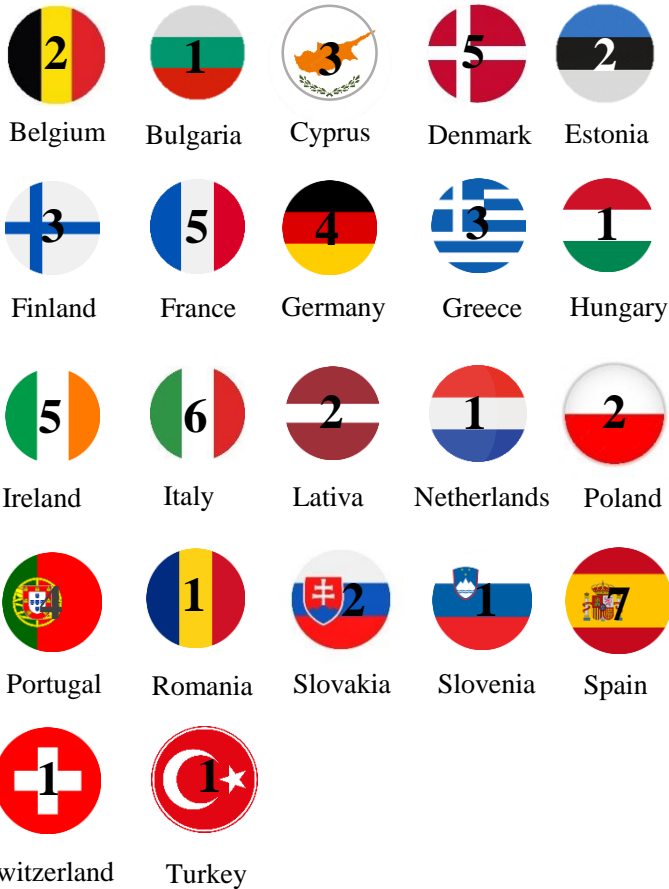 2 1 3 5 2
Belgium Bulgaria Cyprus Denmark Estonia
3 5 4 3 1
Finland France Germany Greece Hungary
5 6 2 1 2
Ireland Italy Lativa Netherlands Poland
1 2 1 7
Portugal Romania Slovakia Slovenia Spain
1 1
witzerland Turkey